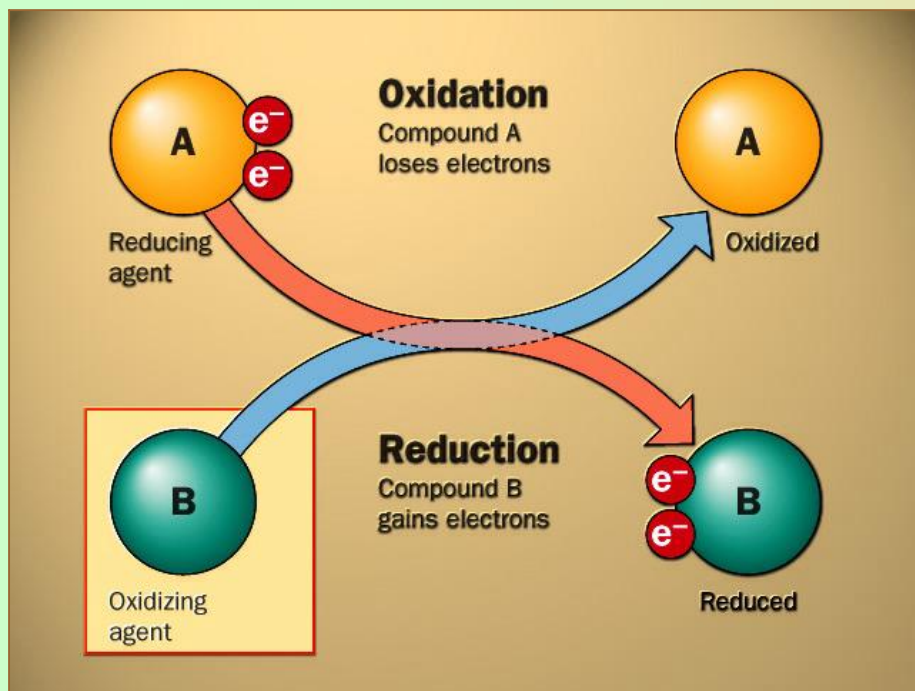 A
e⁻
e⁻
Reducing
agent
Oxidation
Compound A
loses electrons
A
Oxidized
B
Oxidizing
agent
Reduction
Compound B
gains electrons
e⁻
e⁻
B
Reduced